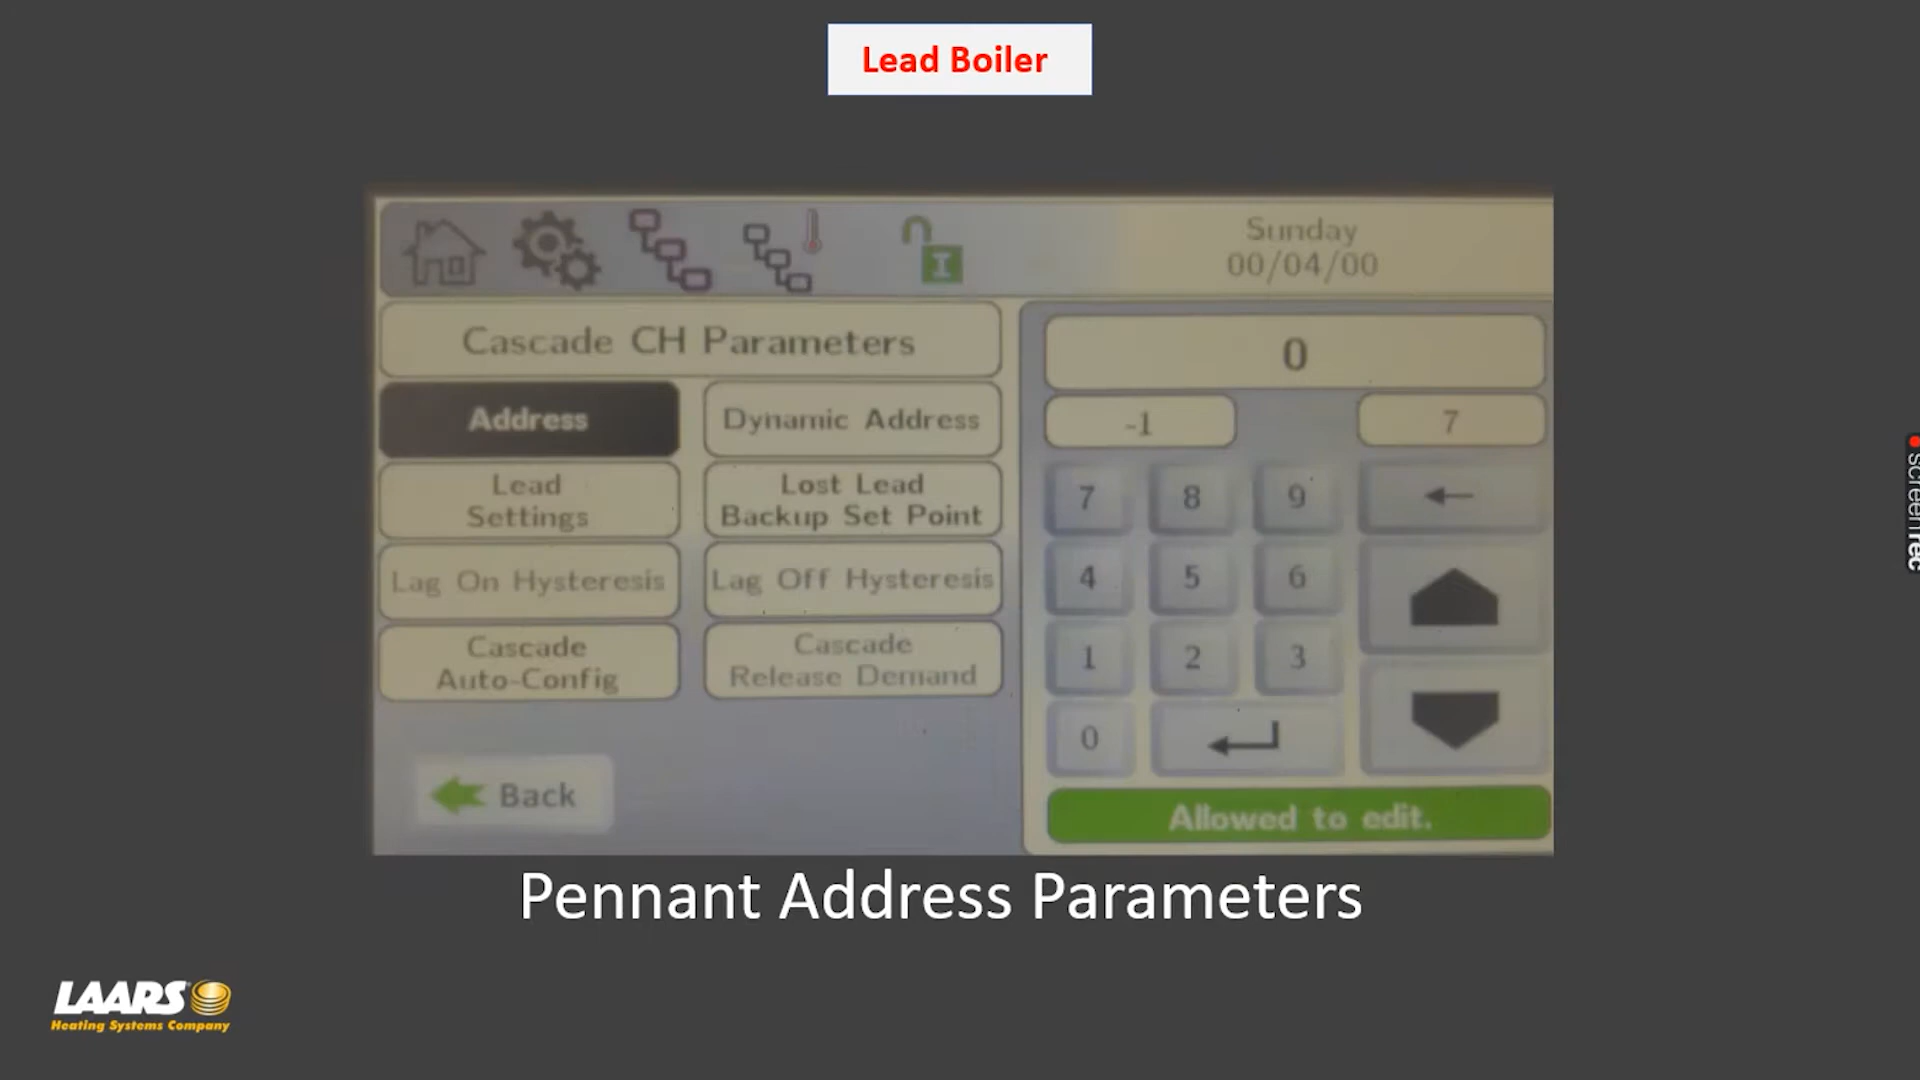 Lead Boiler
Sunday
00/04/00
I
Cascade CH Parameters
0
Address
Dynamic Address
-1
7
Lead
Settings
Lost Lead
Backup Set Point
7 8 9
Lag On Hysteresis
Lag Off Hysteresis
4 5 6
Cascade
Auto-Config
Cascade
Release Demand
1 2 3
0
Back
Allowed to edit.
Pennant Address Parameters
LAARS
Heating Systems Company
screenrec